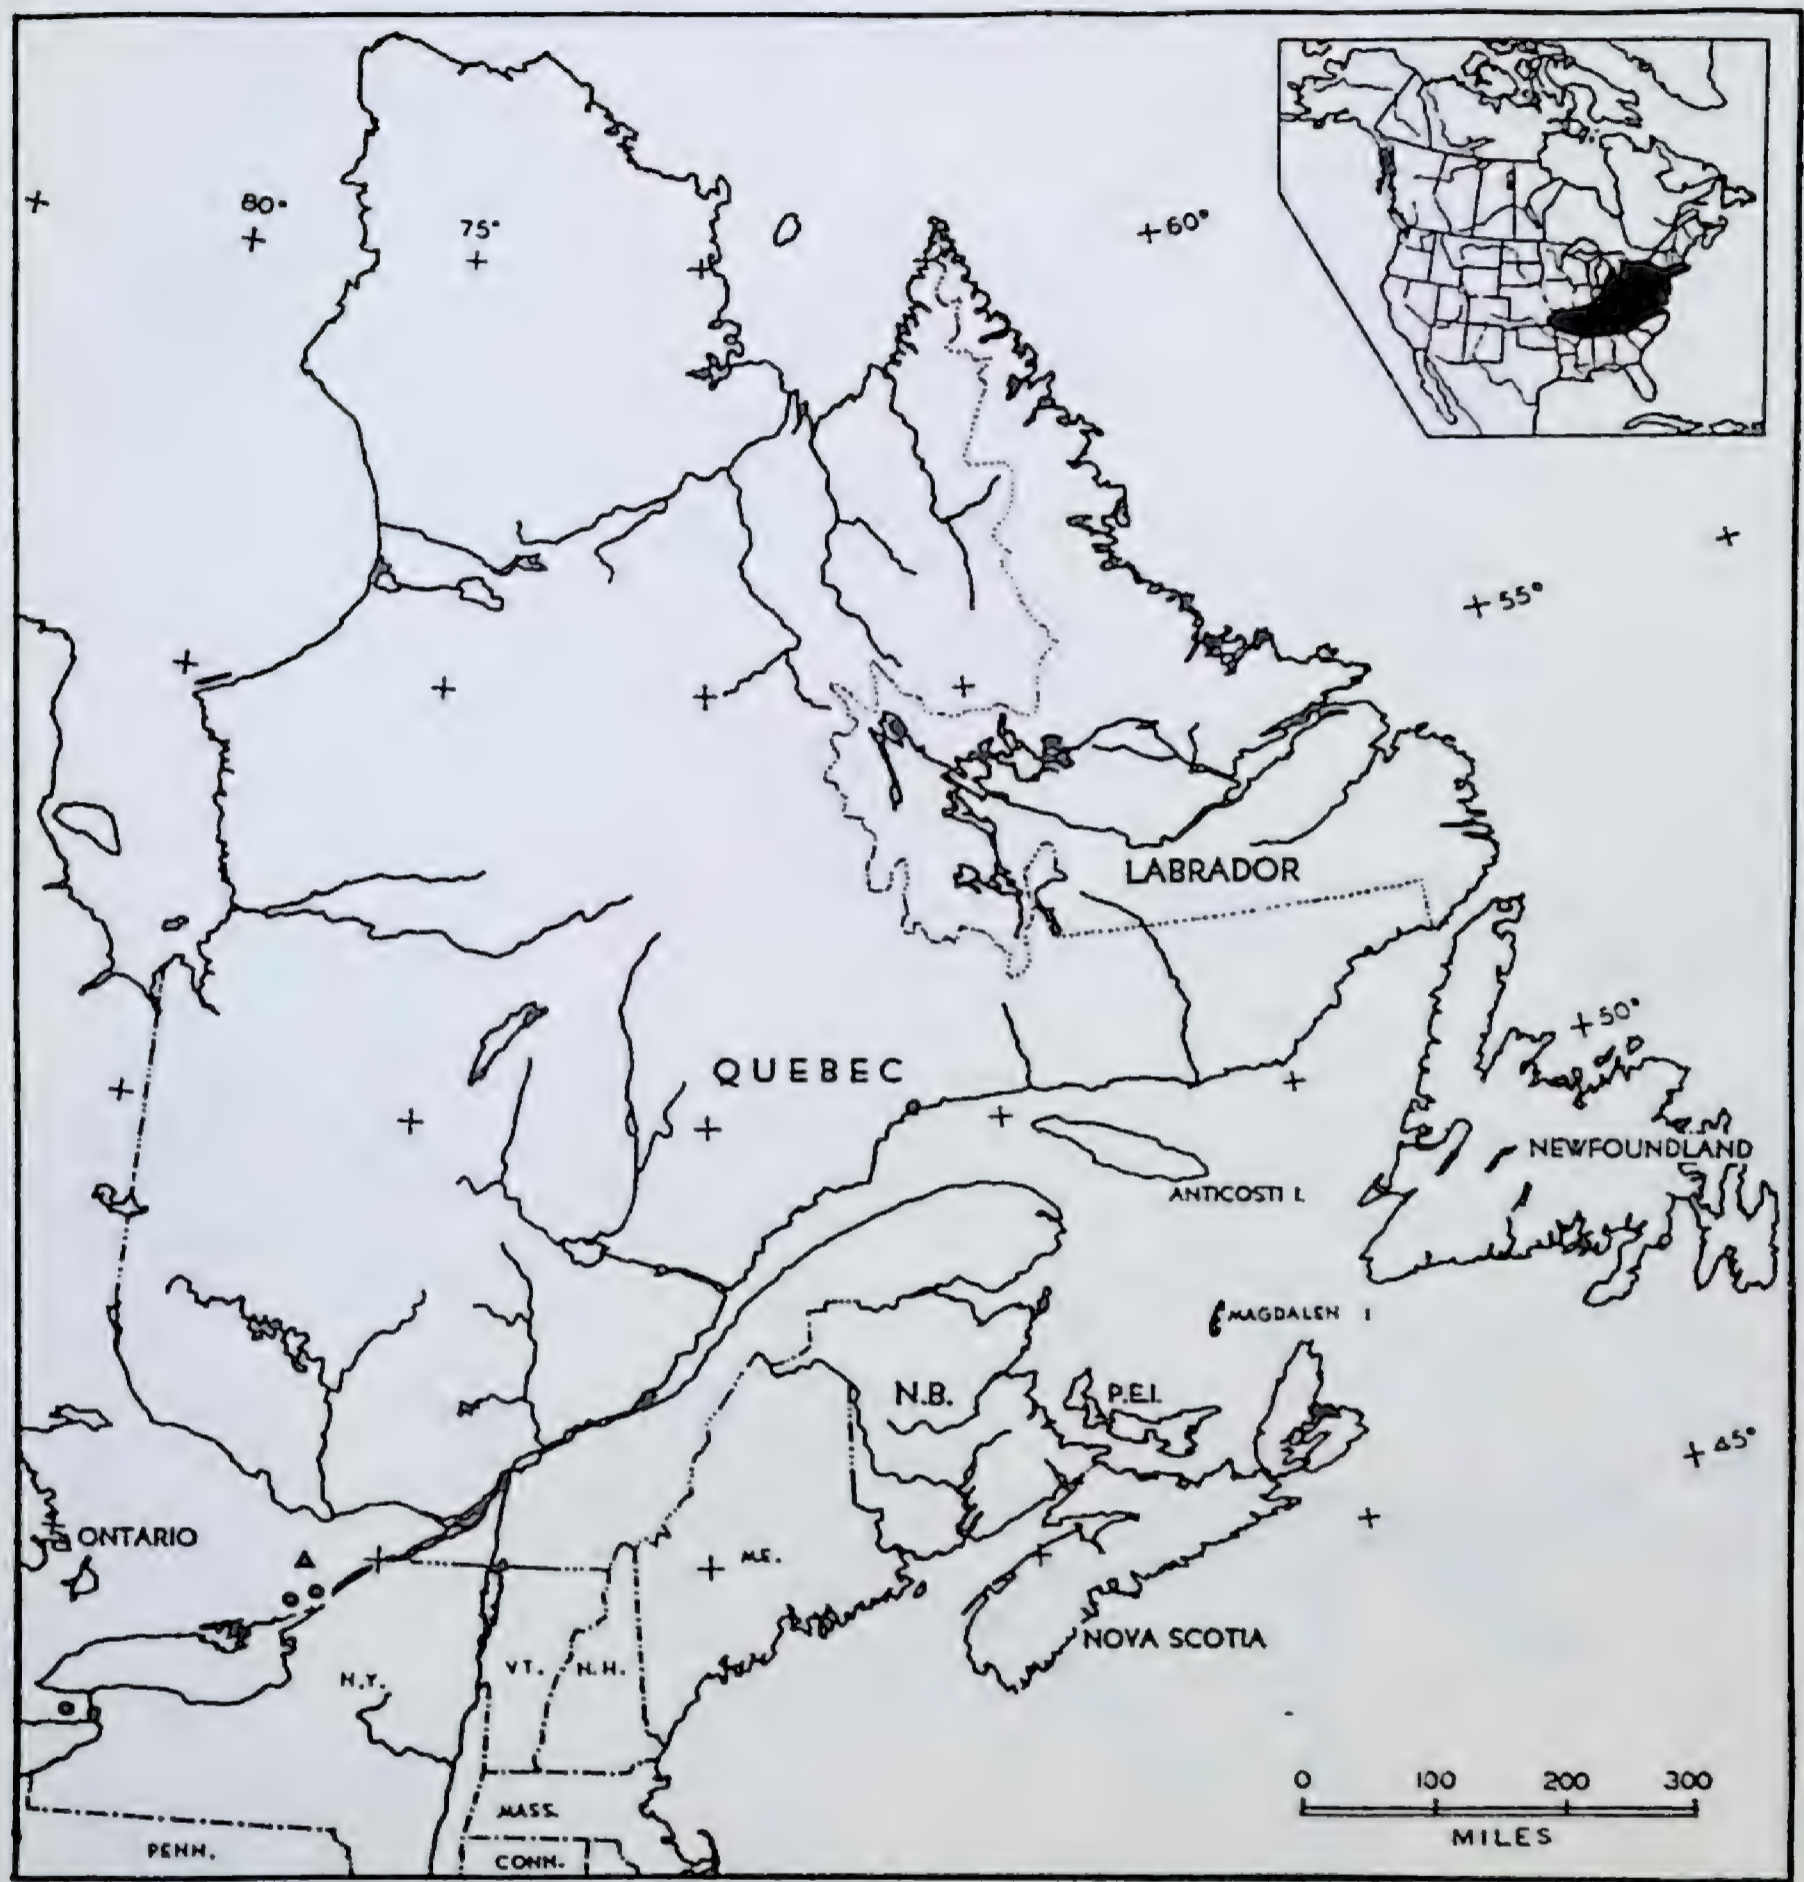 80°
75°
60°
55°
LABRADOR
50°
QUEBEC
NEWFOUNDLAND
ANTICOSTI I.
MAGDALEN I
N.B.
P.E.I.
45°
ONTARIO
ME.
NOVA SCOTIA
VT.
N.H.
N.Y.
0 100 200 300
MILES
MASS.
PENN.
CONN.